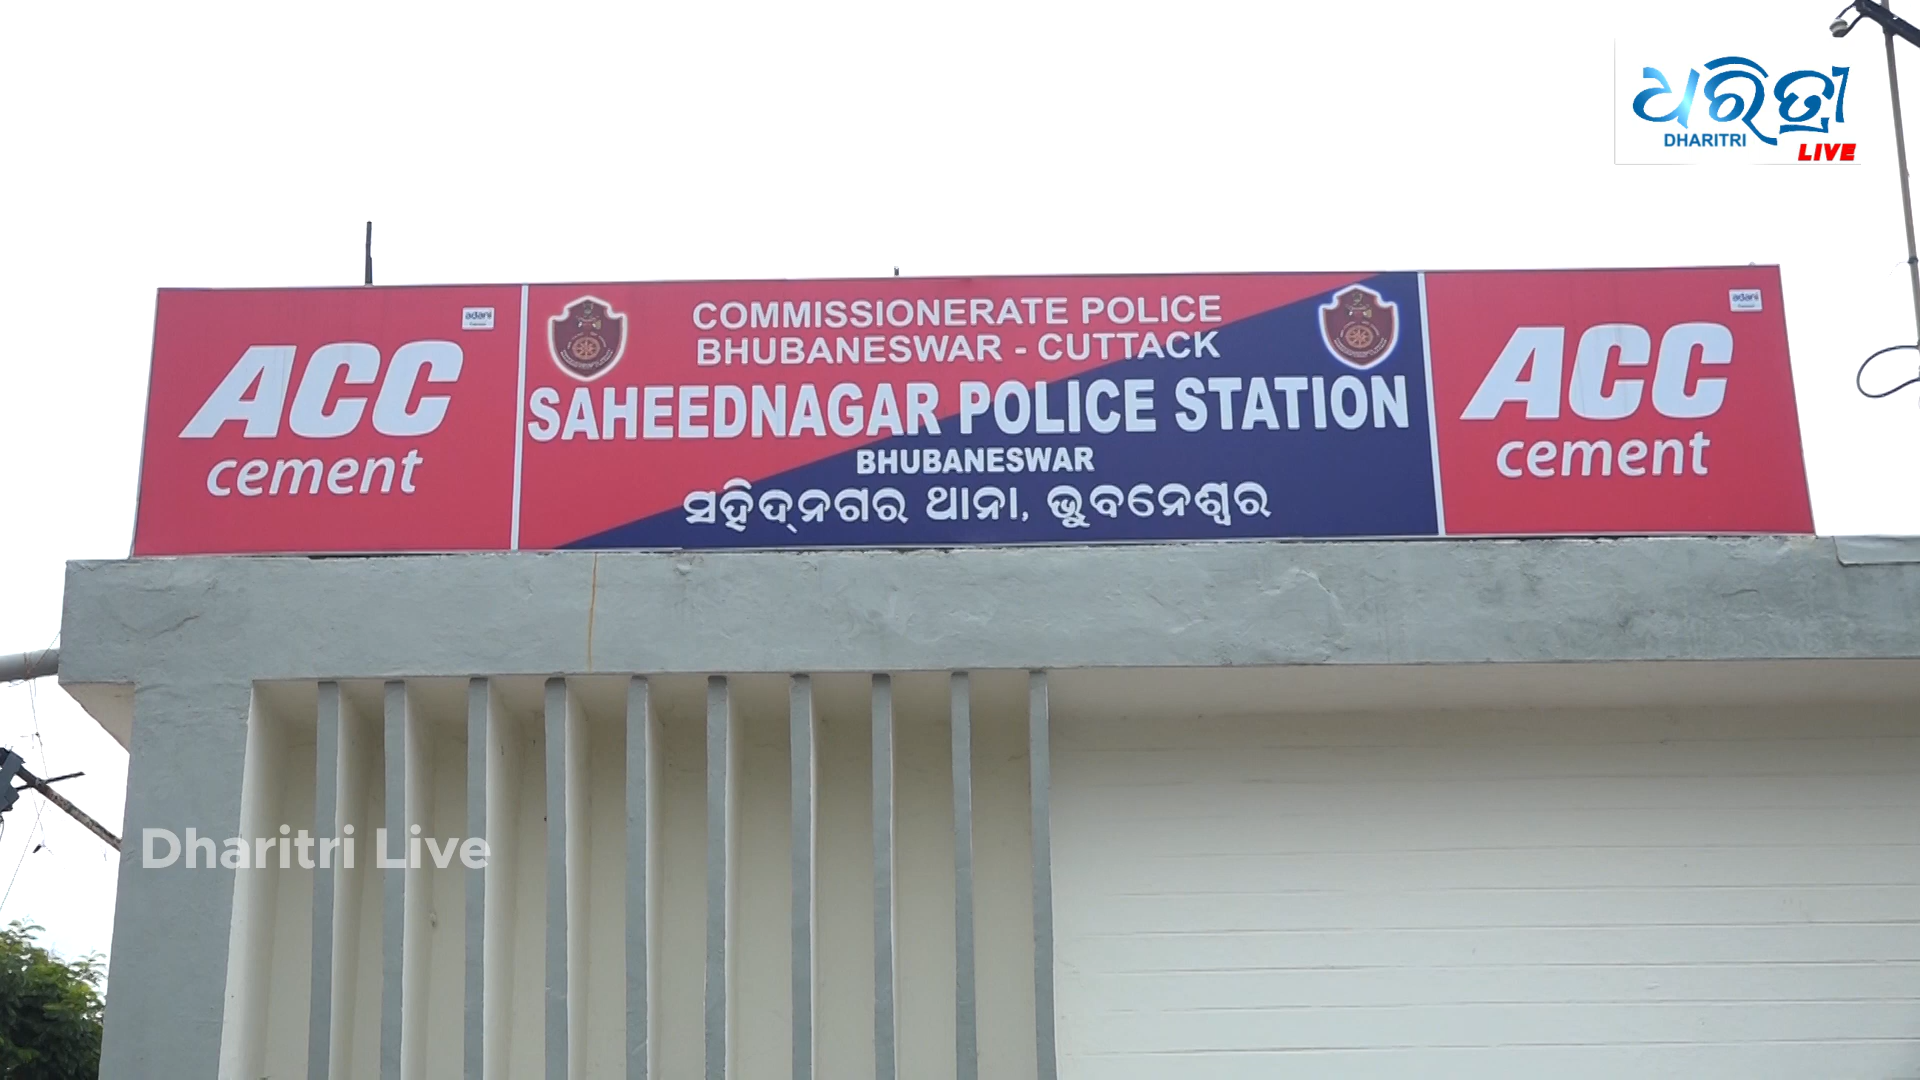 ଧରିତ୍ରୀ
DHARITRI
LIVE
adani
ACC
cement
COMMISSIONERATE POLICE
BHUBANESWAR - CUTTACK
SAHEEDNAGAR POLICE STATION
BHUBANESWAR
ସହିଦ୍‌ନଗର ଥାନା, ଭୁବନେଶ୍ୱର
adani
ACC
cement
Dharitri Live